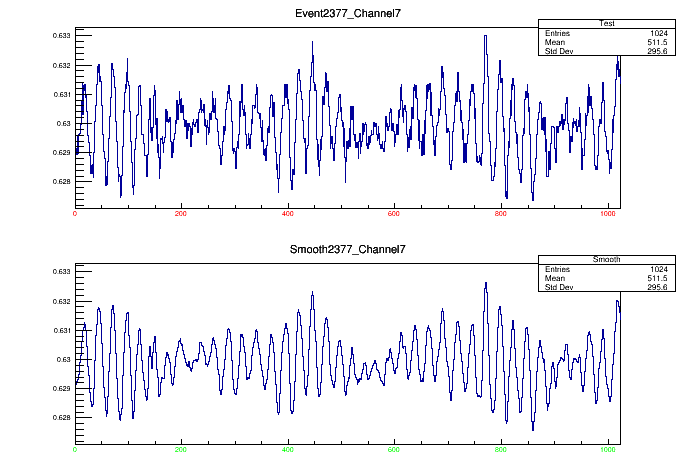 Event2377_Channel7
Test
Entries 1024
Mean 511.5
Std Dev 295.6
0.633
0.632
0.631
0.63
0.629
0.628
0 200 400 600 800 1000
Smooth2377_Channel7
Smooth
Entries 1024
Mean 511.5
Std Dev 295.6
0.633
0.632
0.631
0.63
0.629
0.628
0 200 400 600 800 1000